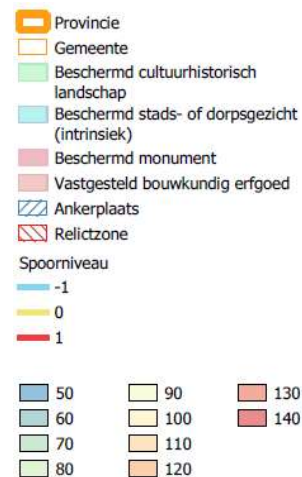 Provincie
Gemeente
Beschermd cultuurhistorisch
landschap
Beschermd stads- of dorpsgezicht
(intrinsiek)
Beschermd monument
Vastgesteld bouwkundig erfgoed
Ankerplaats
Relictzone
Spoorniveau
-1
0
1
50 90 130
60 100 140
70 110
80 120